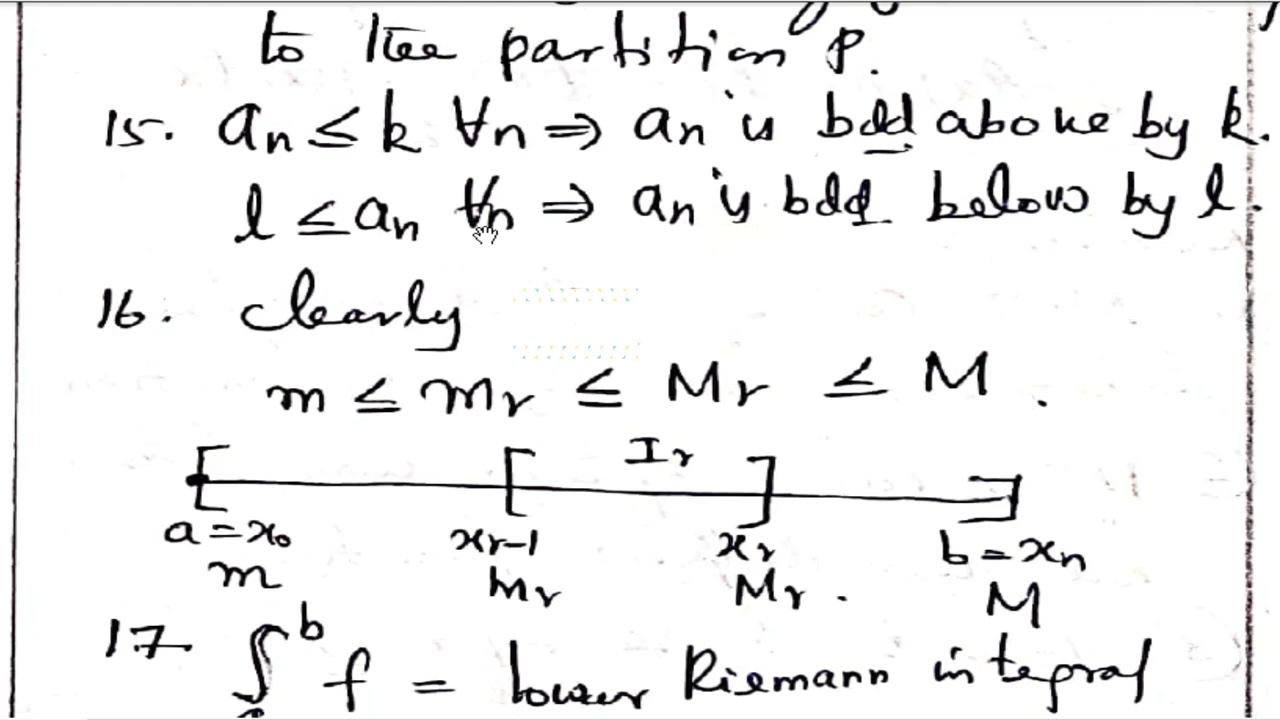 to the partition P.
15. an ≤ k ∀n ⇒ an is bdd above by k.
l ≤ an ∀n ⇒ an is bdd below by l.
16. clearly
m ≤ mr ≤ Mr ≤ M .
Ir
a = x₀ xr-1 xr b = xn
m mr Mr . M
17. ∫ b f = lower Riemann integral